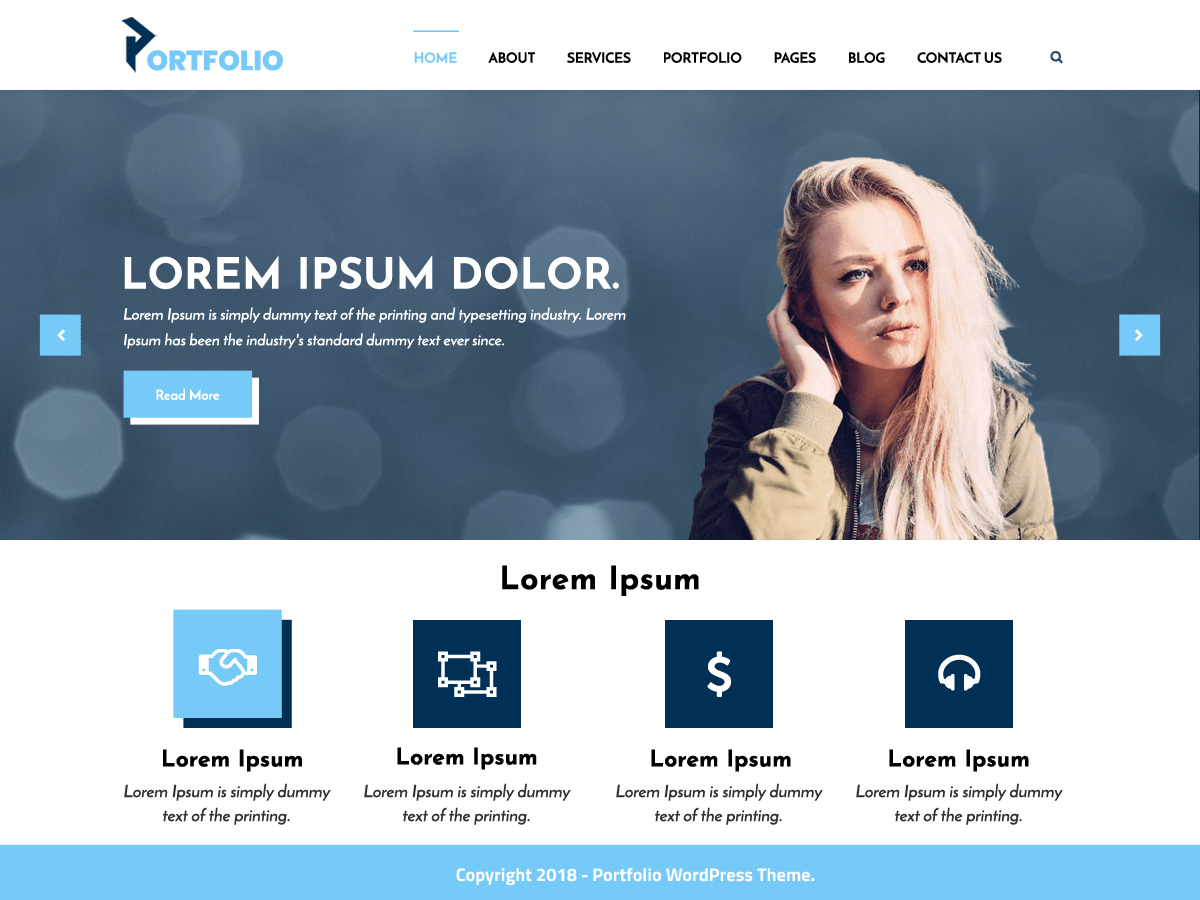 PORTFOLIO
HOME ABOUT SERVICES PORTFOLIO PAGES BLOG CONTACT US
LOREM IPSUM DOLOR.
Lorem Ipsum is simply dummy text of the printing and typesetting industry. Lorem
Ipsum has been the industry's standard dummy text ever since.
Read More
Lorem Ipsum
$
Lorem Ipsum
Lorem Ipsum is simply dummy
text of the printing.
Lorem Ipsum
Lorem Ipsum is simply dummy
text of the printing.
Lorem Ipsum
Lorem Ipsum is simply dummy
text of the printing.
Lorem Ipsum
Lorem Ipsum is simply dummy
text of the printing.
Copyright 2018 - Portfolio WordPress Theme.